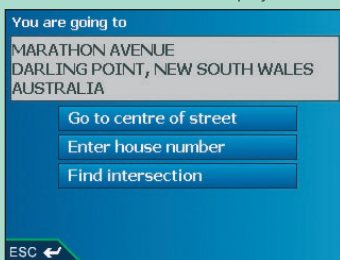 You are going to
MARATHON AVENUE
DARLING POINT, NEW SOUTH WALES
AUSTRALIA
Go to centre of street
Enter house number
Find intersection
ESC